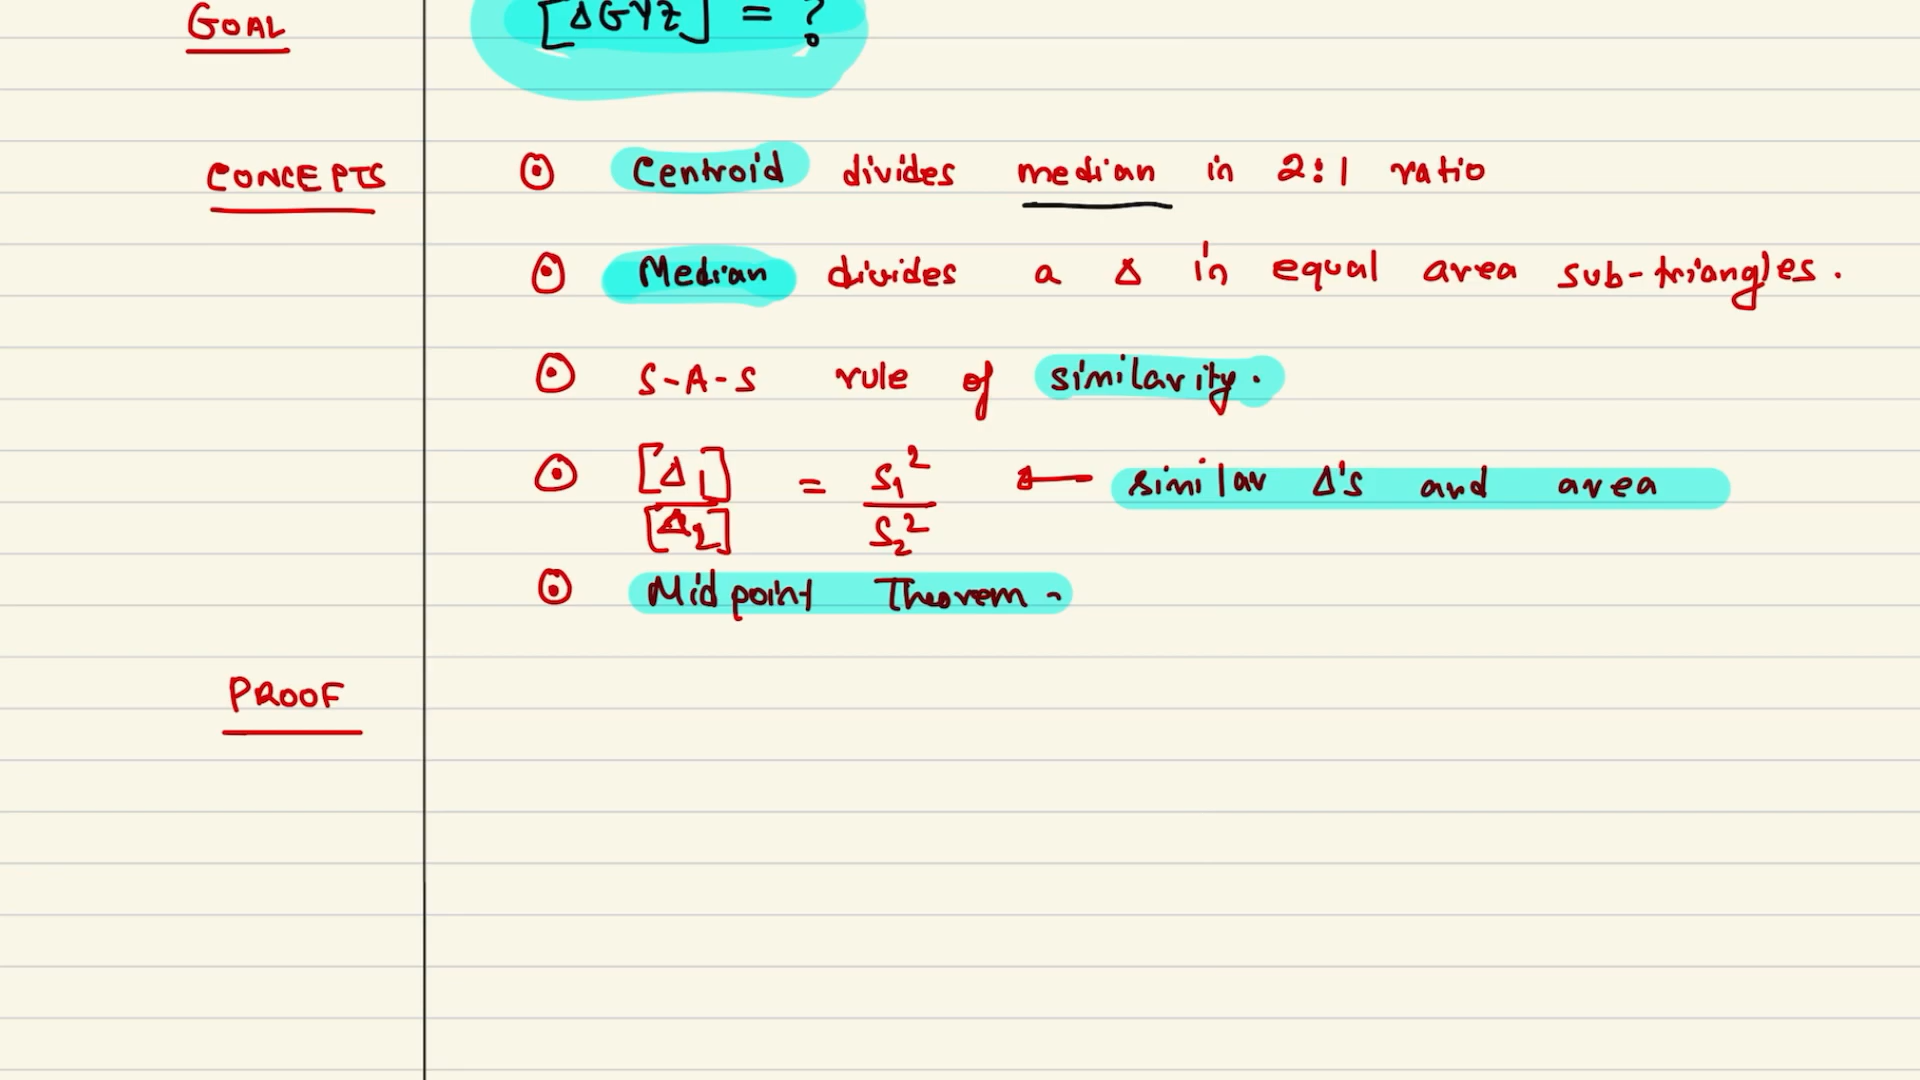 GOAL
[ΔGYZ] = ?
CONCEPTS
⊙ Centroid divides median in 2:1 ratio
⊙ Median divides a Δ in equal area sub-triangles.
⊙ S-A-S rule of similarity.
⊙ [Δ1]/[Δ2] = S1²/S2² ← similar Δ's and area
⊙ Midpoint Theorem -
PROOF